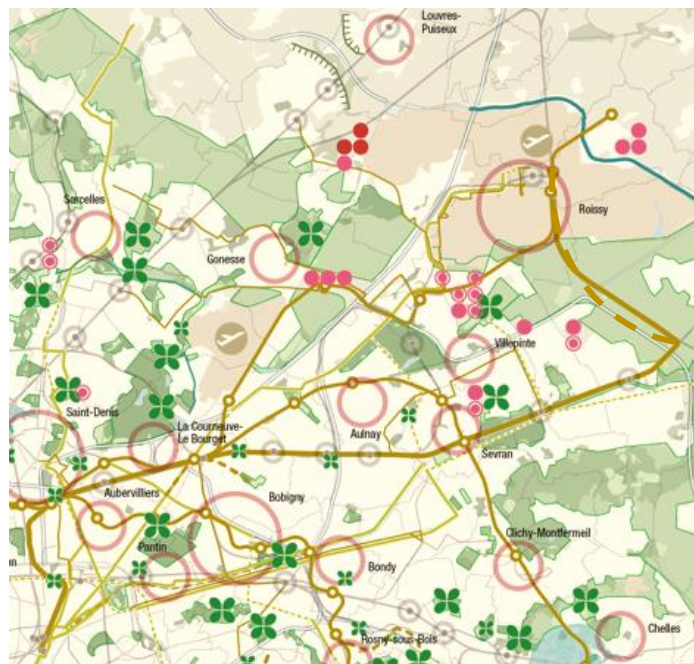 Louvres-
Puiseux
Roissy
Sarcelles
Gonesse
Villepinte
Saint-Denis
La Courneuve-
Le Bourget
Aulnay
Sevran
Aubervilliers
Bobigny
Pantin
Clichy-Montfermeil
Bondy
Rosny-sous-Bois
Chelles